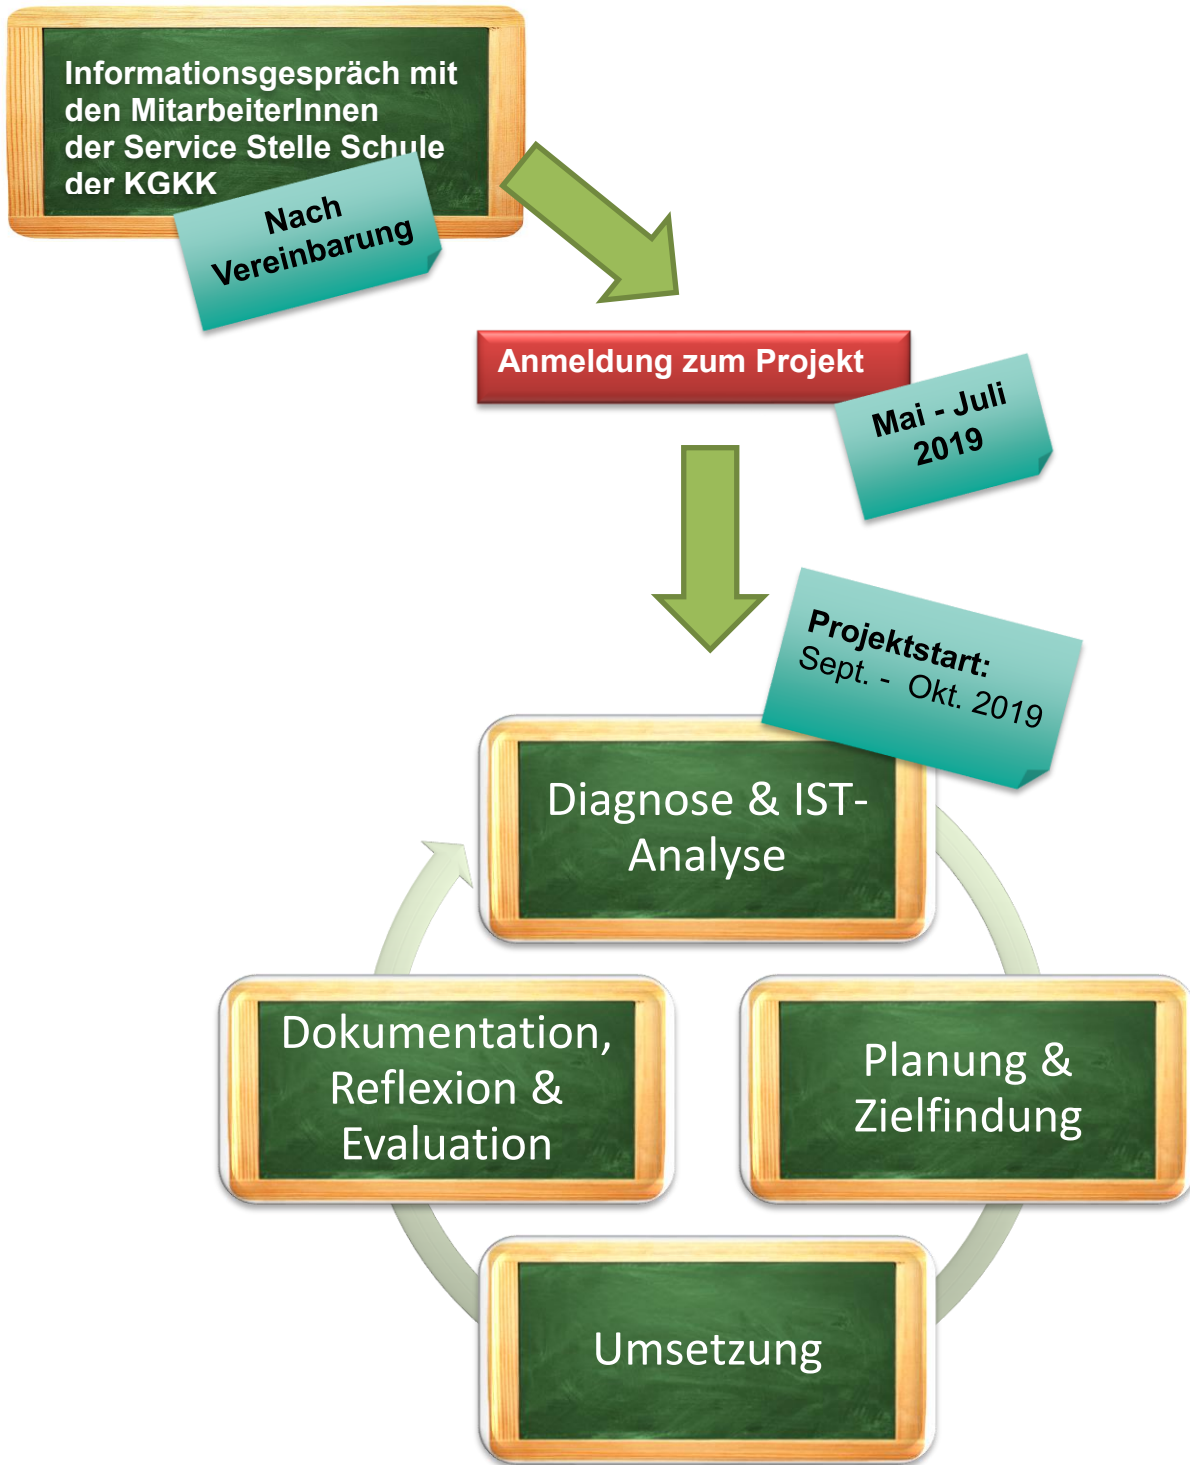 Informationsgespräch mit
den MitarbeiterInnen
der Service Stelle Schule
der KGKK
Nach
Vereinbarung
Anmeldung zum Projekt
Mai - Juli
2019
Projektstart:
Sept. - Okt. 2019
Diagnose & IST-
Analyse
Planung &
Zielfindung
Umsetzung
Dokumentation,
Reflexion &
Evaluation